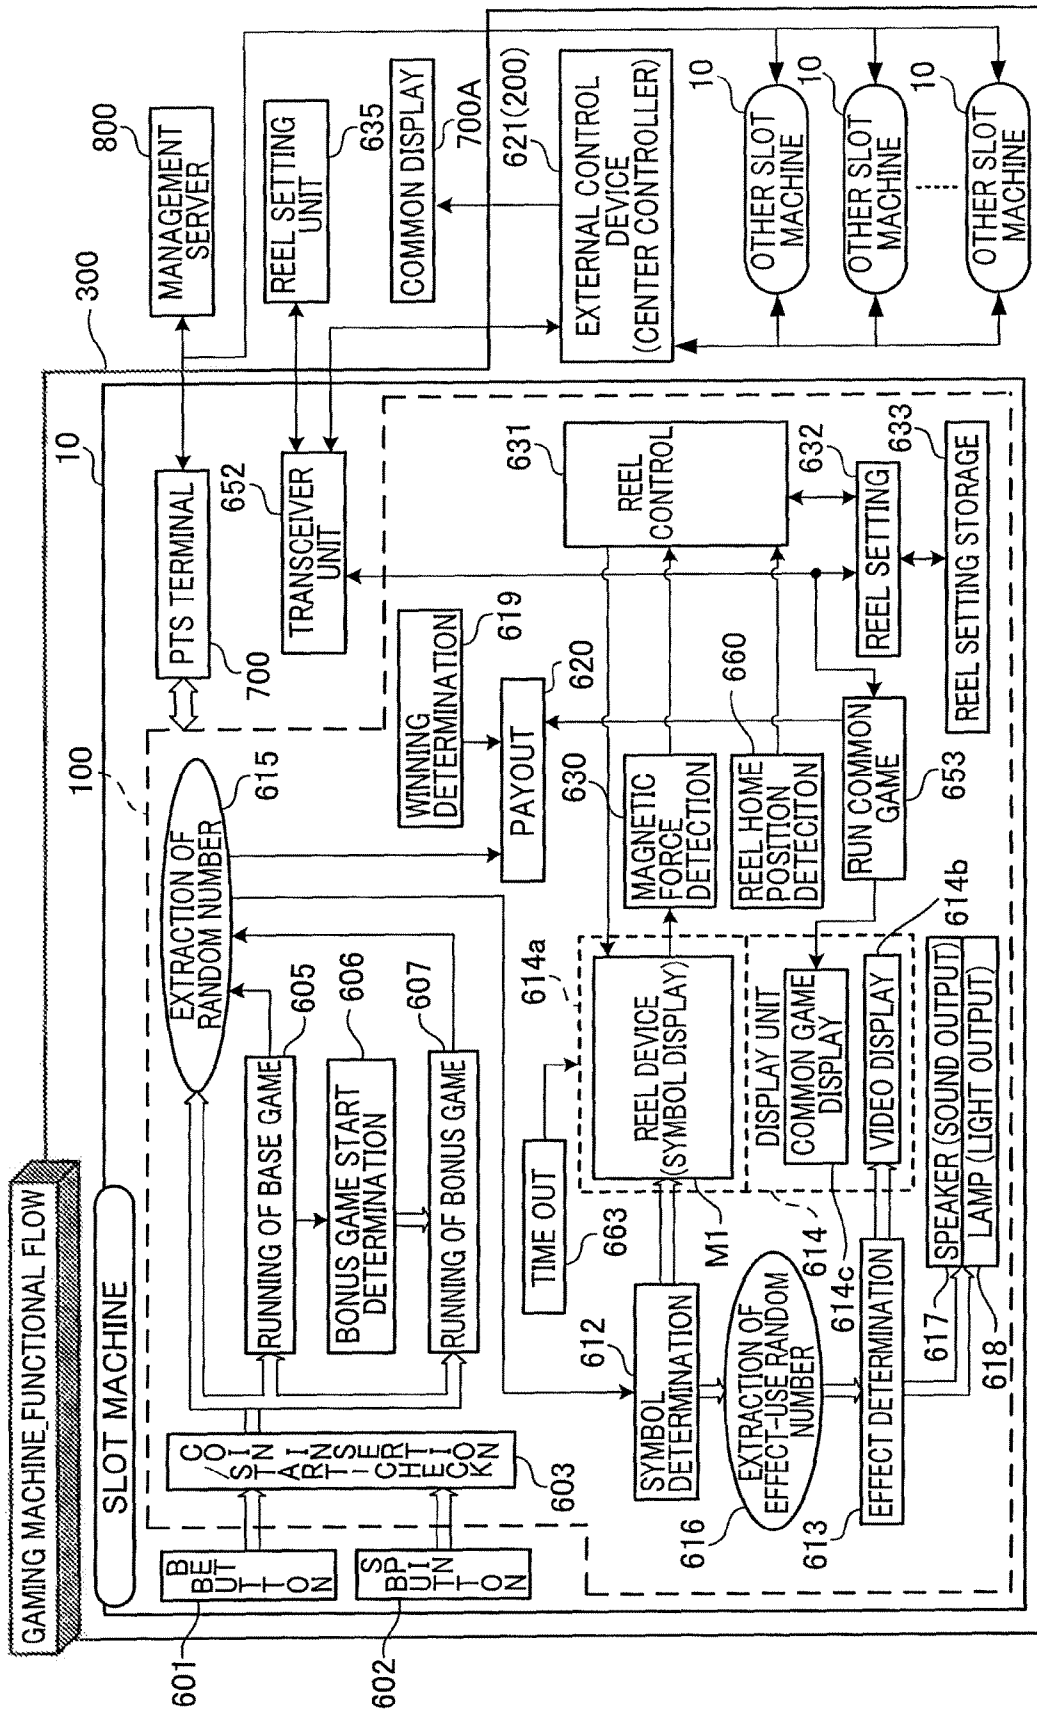 GAMING MACHINE_FUNCTIONAL FLOW
300
SLOT MACHINE
10
100
601
BET
BUTTON
602
SPIN
BUTTON
603
COIN INSERTION
/START-CHECK
EXTRACTION OF
RANDOM NUMBER
615
RUNNING OF BASE GAME
605
BONUS GAME START
DETERMINATION
606
RUNNING OF BONUS GAME
607
PTS TERMINAL
700
TRANSCEIVER
UNIT
652
MANAGEMENT
SERVER
800
REEL SETTING
UNIT
635
COMMON DISPLAY
700A
WINNING
DETERMINATION
619
PAYOUT
620
TIME OUT
663
614a
REEL DEVICE
(SYMBOL DISPLAY)
M1
MAGNETIC
FORCE
DETECTION
630
REEL HOME
POSITION
DETECITON
660
REEL
CONTROL
631
EXTERNAL CONTROL
DEVICE
(CENTER CONTROLLER)
621(200)
SYMBOL
DETERMINATION
612
EXTRACTION OF
EFFECT-USE RANDOM
NUMBER
616
EFFECT DETERMINATION
613
DISPLAY UNIT
614
COMMON GAME
DISPLAY
614c
VIDEO DISPLAY
614b
RUN COMMON
GAME
653
REEL SETTING
632
REEL SETTING STORAGE
633
SPEAKER (SOUND OUTPUT)
617
LAMP (LIGHT OUTPUT)
618
OTHER SLOT
MACHINE
10
OTHER SLOT
MACHINE
10
OTHER SLOT
MACHINE
10